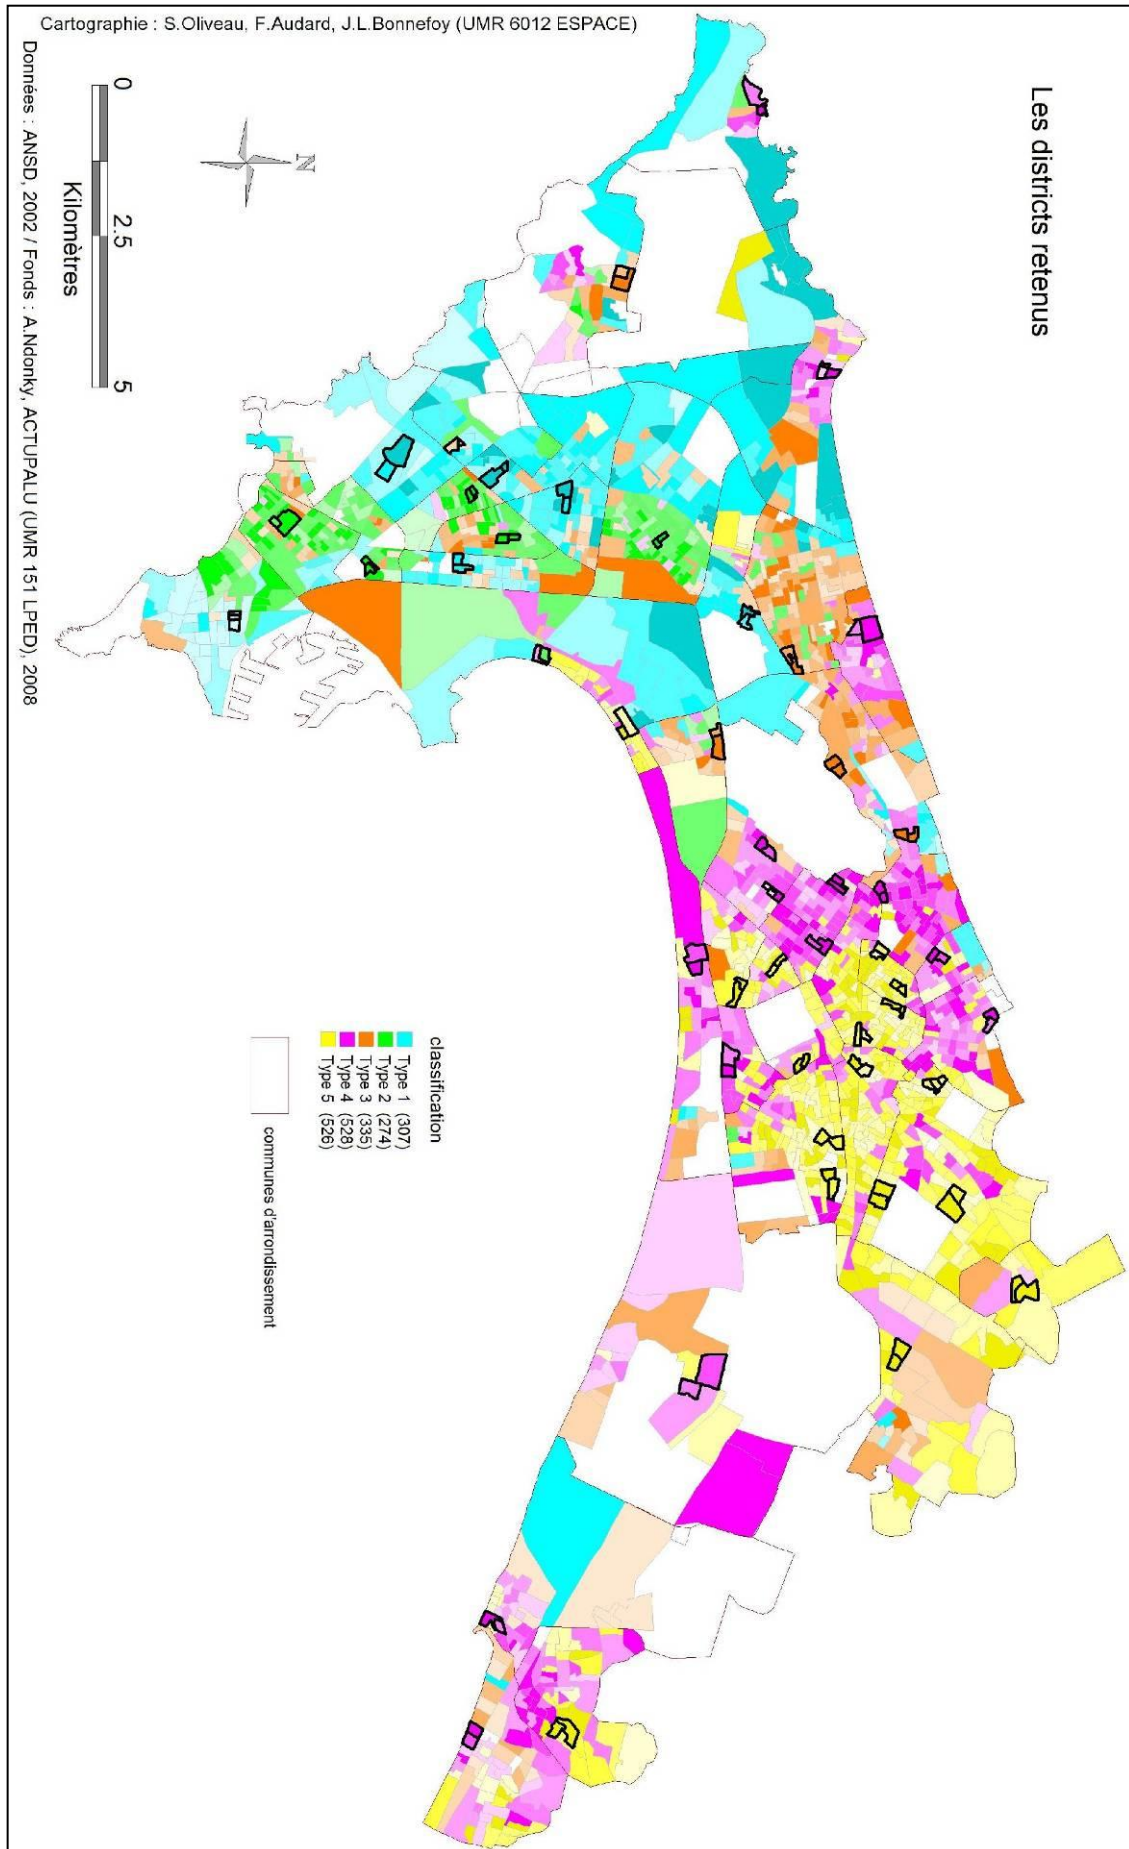 Les districts retenus
classification
Type 1 (307)
Type 2 (274)
Type 3 (335)
Type 4 (528)
Type 5 (526)
communes d'arrondissement
N
0 2.5 5
Kilomètres
Données : ANSD, 2002 / Fonds : A.Ndonky, ACTUPALU (UMR 151 LPED), 2008
Cartographie : S.Oliveau, F.Audard, J.L.Bonnefoy (UMR 6012 ESPACE)